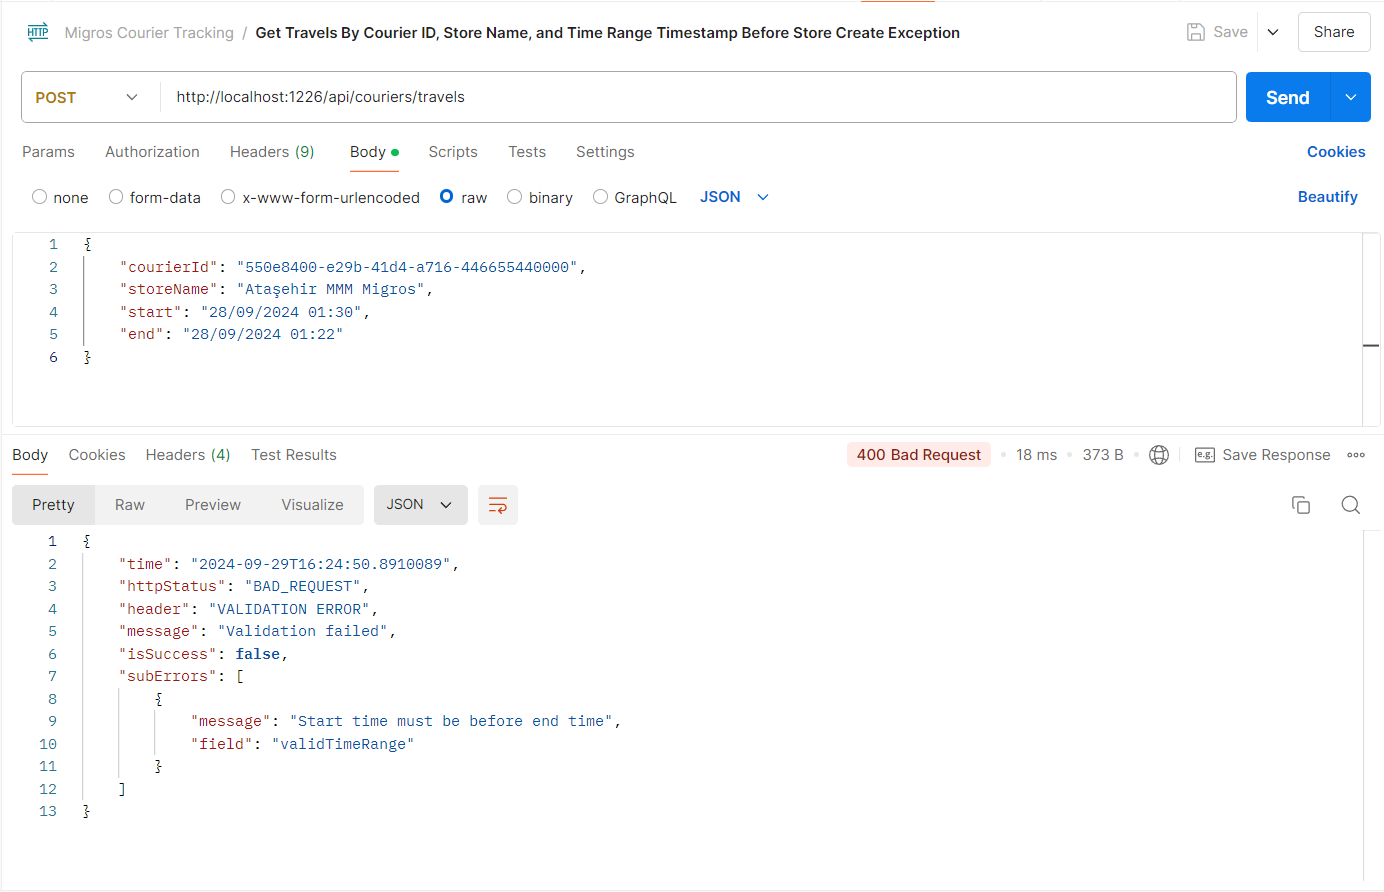 HTTP Migros Courier Tracking / Get Travels By Courier ID, Store Name, and Time Range Timestamp Before Store Create Exception Save Share
POST http://localhost:1226/api/couriers/travels Send
Params Authorization Headers (9) Body Scripts Tests Settings Cookies
none form-data x-www-form-urlencoded raw binary GraphQL JSON Beautify
1 {
2 "courierId": "550e8400-e29b-41d4-a716-446655440000",
3 "storeName": "Ataşehir MMM Migros",
4 "start": "28/09/2024 01:30",
5 "end": "28/09/2024 01:22"
6 }
Body Cookies Headers (4) Test Results 400 Bad Request 18 ms 373 B e.g. Save Response
Pretty Raw Preview Visualize JSON
1 {
2 "time": "2024-09-29T16:24:50.8910089",
3 "httpStatus": "BAD_REQUEST",
4 "header": "VALIDATION ERROR",
5 "message": "Validation failed",
6 "isSuccess": false,
7 "subErrors": [
8 {
9 "message": "Start time must be before end time",
10 "field": "validTimeRange"
11 }
12 ]
13 }